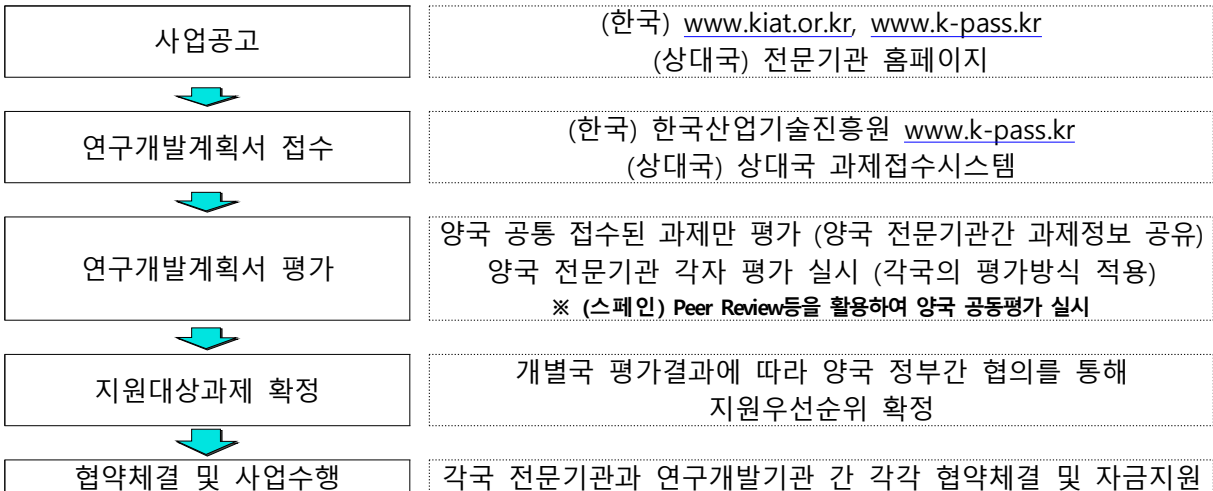 사업공고
(한국) www.kiat.or.kr, www.k-pass.kr
(상대국) 전문기관 홈페이지
연구개발계획서 접수
(한국) 한국산업기술진흥원 www.k-pass.kr
(상대국) 상대국 과제접수시스템
연구개발계획서 평가
양국 공통 접수된 과제만 평가 (양국 전문기관간 과제정보 공유)
양국 전문기관 각자 평가 실시 (각국의 평가방식 적용)
※ (스페인) Peer Review등을 활용하여 양국 공동평가 실시
지원대상과제 확정
개별국 평가결과에 따라 양국 정부간 협의를 통해
지원우선순위 확정
협약체결 및 사업수행
각국 전문기관과 연구개발기관 간 각각 협약체결 및 자금지원